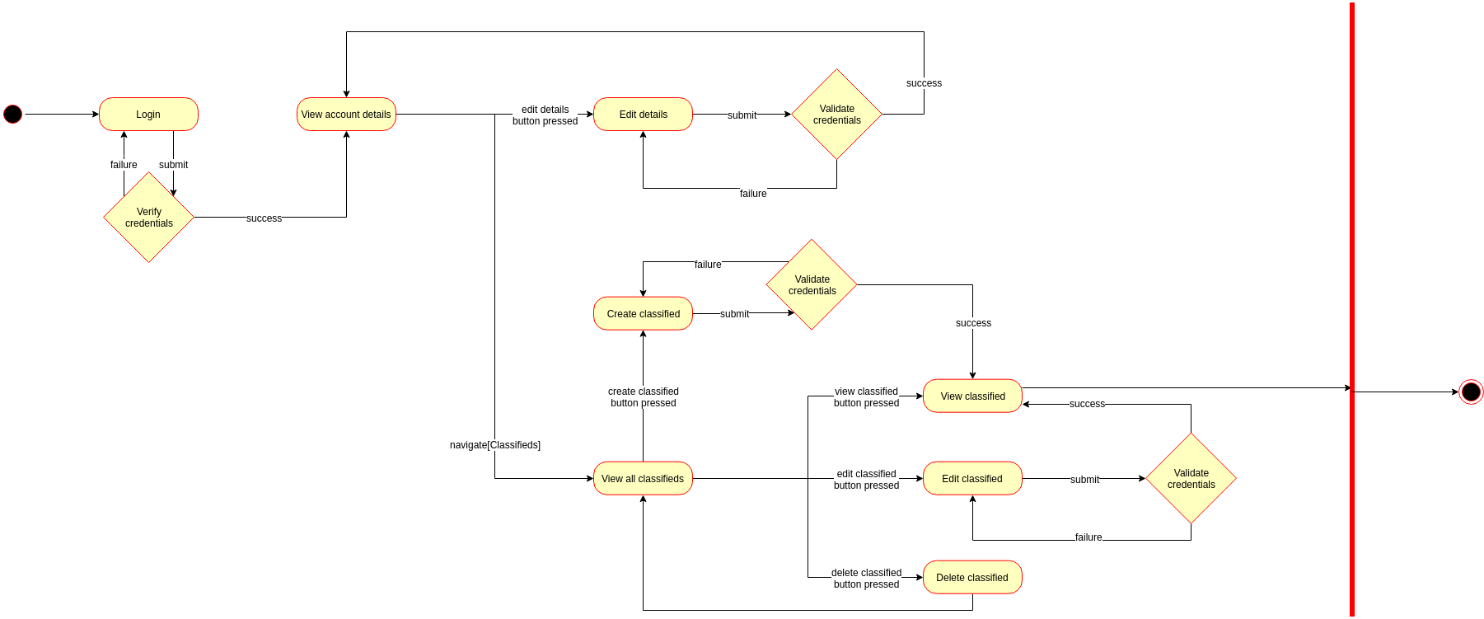 success
Login
View account details
edit details
button pressed
Edit details
submit
Validate
credentials
failure
submit
failure
Verify
credentials
success
failure
Validate
credentials
Create classified
submit
success
create classified
button pressed
view classified
button pressed
View classified
success
navigate[Classifieds]
View all classifieds
edit classified
button pressed
Edit classified
submit
Validate
credentials
failure
delete classified
button pressed
Delete classified